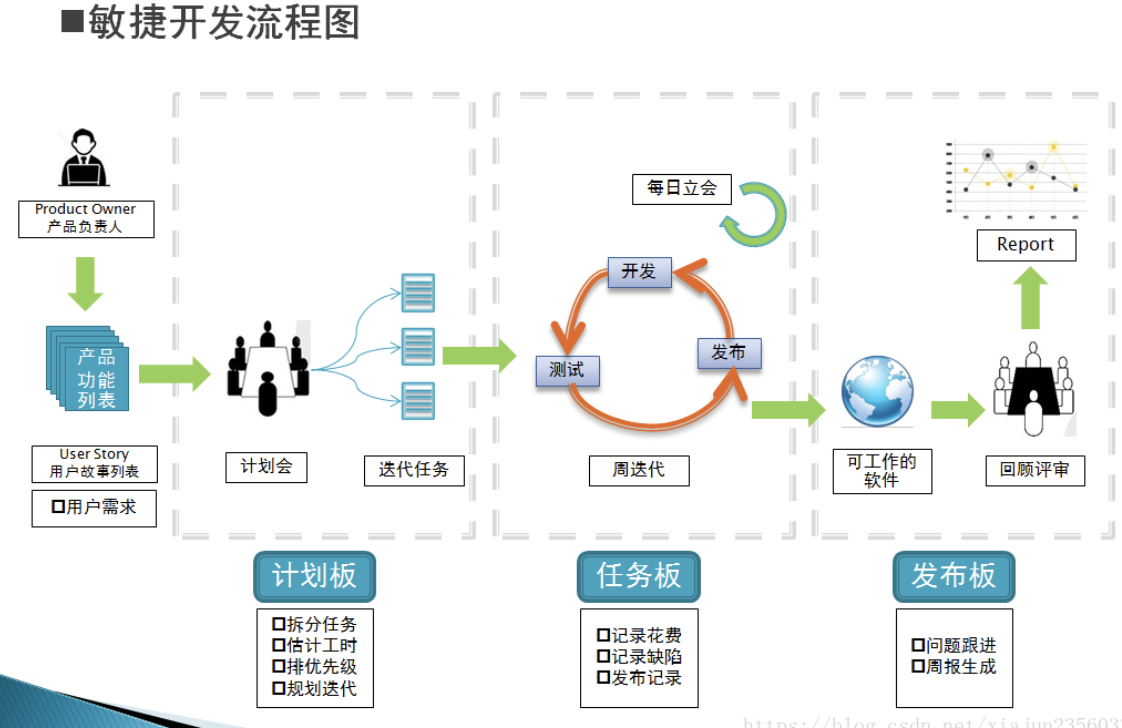 ■敏捷开发流程图
Product Owner
产品负责人
产品
功能
列表
User Story
用户故事列表
用户需求
计划会
迭代任务
每日立会
开发
测试
发布
周迭代
可工作的
软件
Report
回顾评审
计划板
拆分任务
估计工时
排优先级
规划迭代
任务板
记录花费
记录缺陷
发布记录
发布板
问题跟进
周报生成